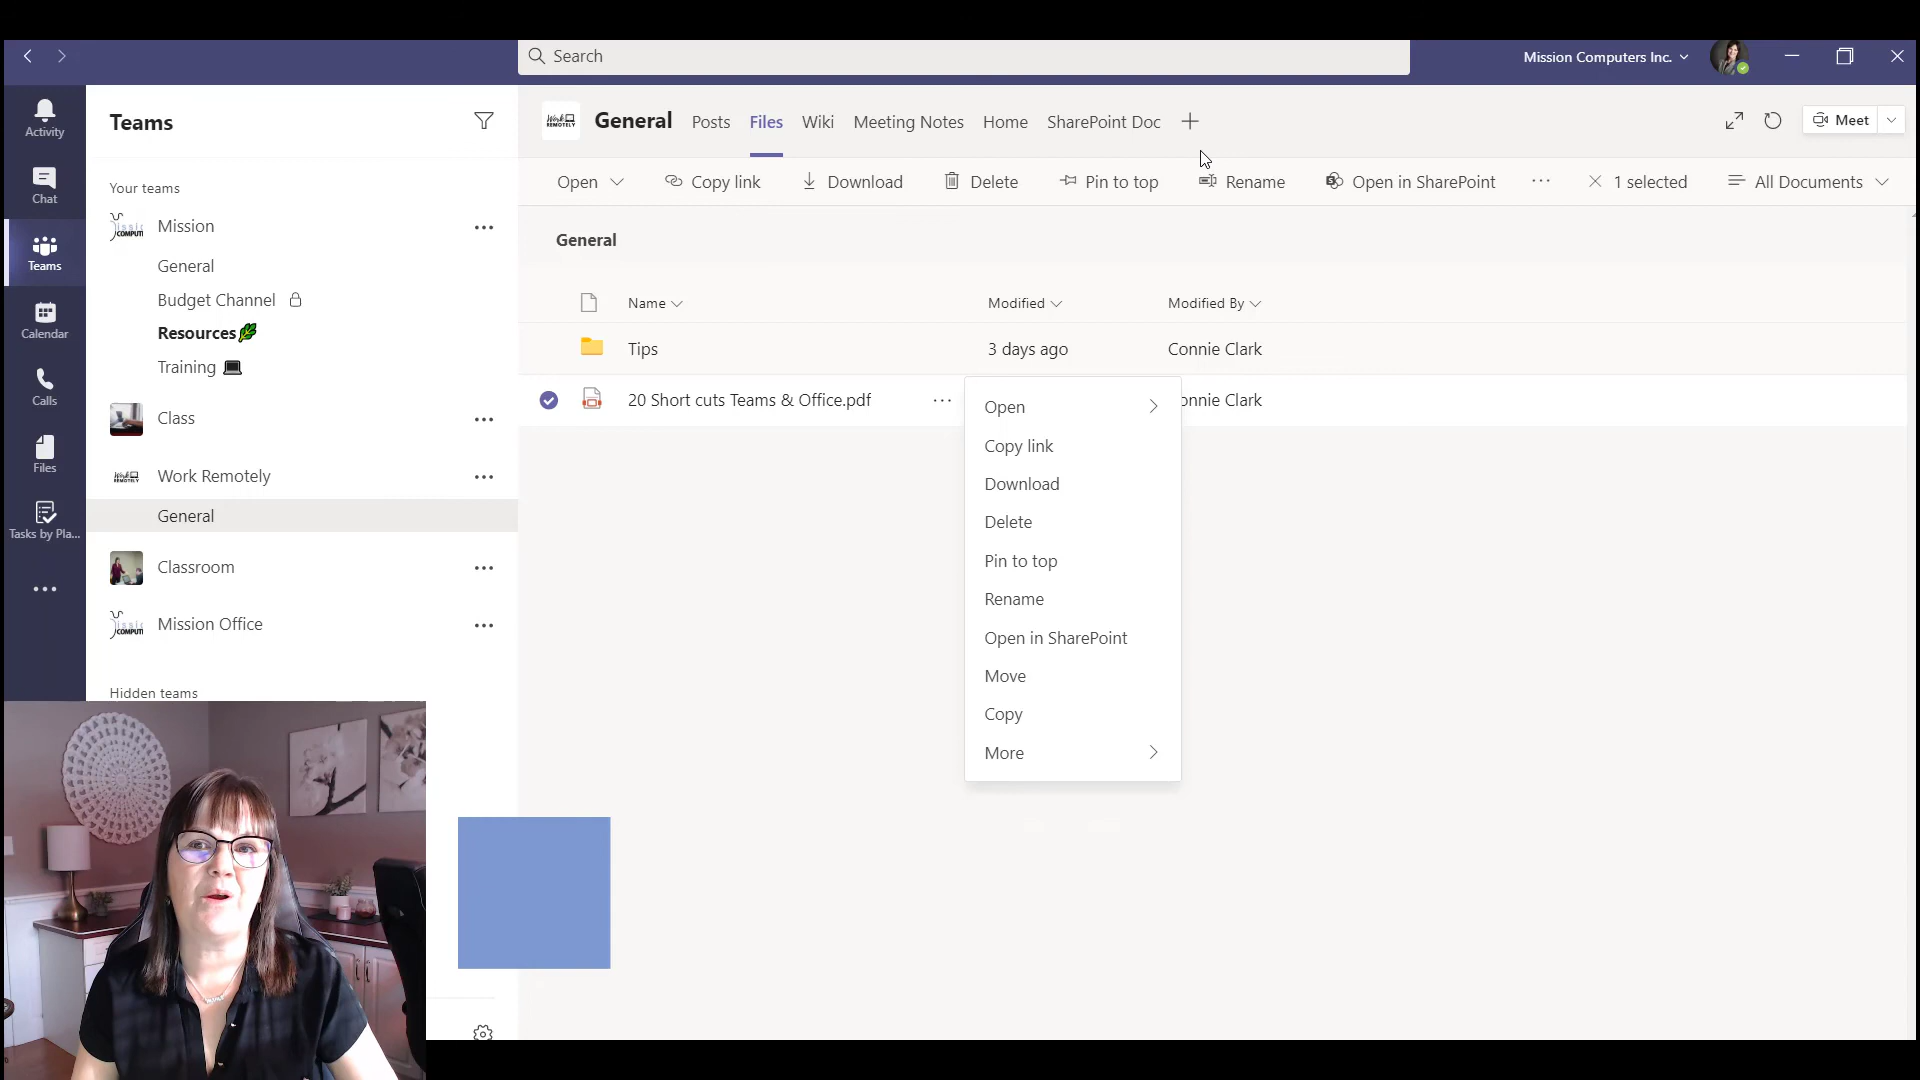 Search
Mission Computers Inc.
Activity
Chat
Teams
Calendar
Calls
Files
Tasks by Pla...
Teams
Your teams
Mission
General
Budget Channel
Resources
Training
Class
Work Remotely
General
Classroom
Mission Office
Hidden teams
General Posts Files Wiki Meeting Notes Home SharePoint Doc
Meet
Open Copy link Download Delete Pin to top Rename Open in SharePoint ... 1 selected All Documents
General
Name Modified Modified By
Tips 3 days ago Connie Clark
20 Short cuts Teams & Office.pdf ... onnie Clark
Open
Copy link
Download
Delete
Pin to top
Rename
Open in SharePoint
Move
Copy
More